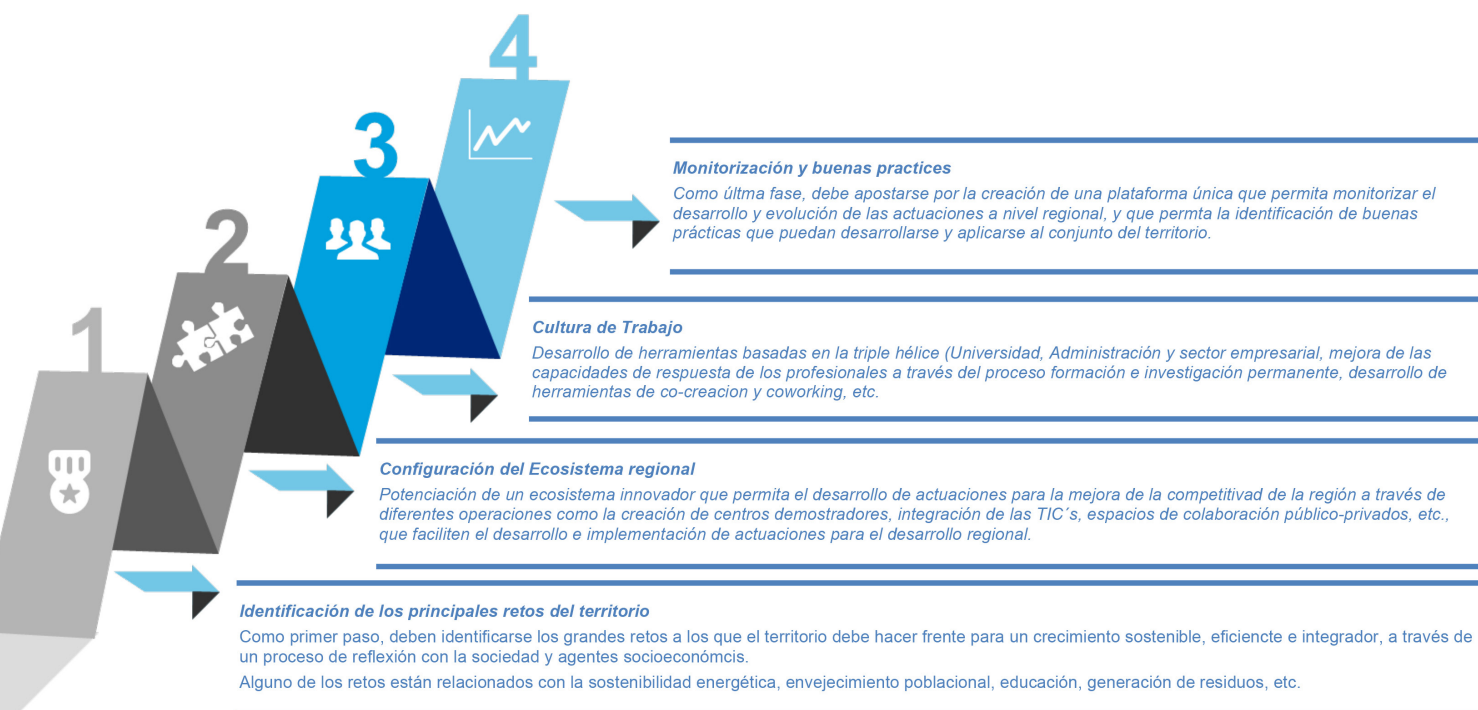 4
Monitorización y buenas practices
Como últma fase, debe apostarse por la creación de una plataforma única que permita monitorizar el
desarrollo y evolución de las actuaciones a nivel regional, y que permta la identificación de buenas
prácticas que puedan desarrollarse y aplicarse al conjunto del territorio.
3
Cultura de Trabajo
Desarrollo de herramientas basadas en la triple hélice (Universidad, Administración y sector empresarial, mejora de las
capacidades de respuesta de los profesionales a través del proceso formación e investigación permanente, desarrollo de
herramientas de co-creacion y coworking, etc.
2
Configuración del Ecosistema regional
Potenciación de un ecosistema innovador que permita el desarrollo de actuaciones para la mejora de la competitivad de la región a través de
diferentes operaciones como la creación de centros demostradores, integración de las TIC´s, espacios de colaboración público-privados, etc.,
que faciliten el desarrollo e implementación de actuaciones para el desarrollo regional.
1
Identificación de los principales retos del territorio
Como primer paso, deben identificarse los grandes retos a los que el territorio debe hacer frente para un crecimiento sostenible, eficiencte e integrador, a través de
un proceso de reflexión con la sociedad y agentes socioeconómcis.
Alguno de los retos están relacionados con la sostenibilidad energética, envejecimiento poblacional, educación, generación de residuos, etc.